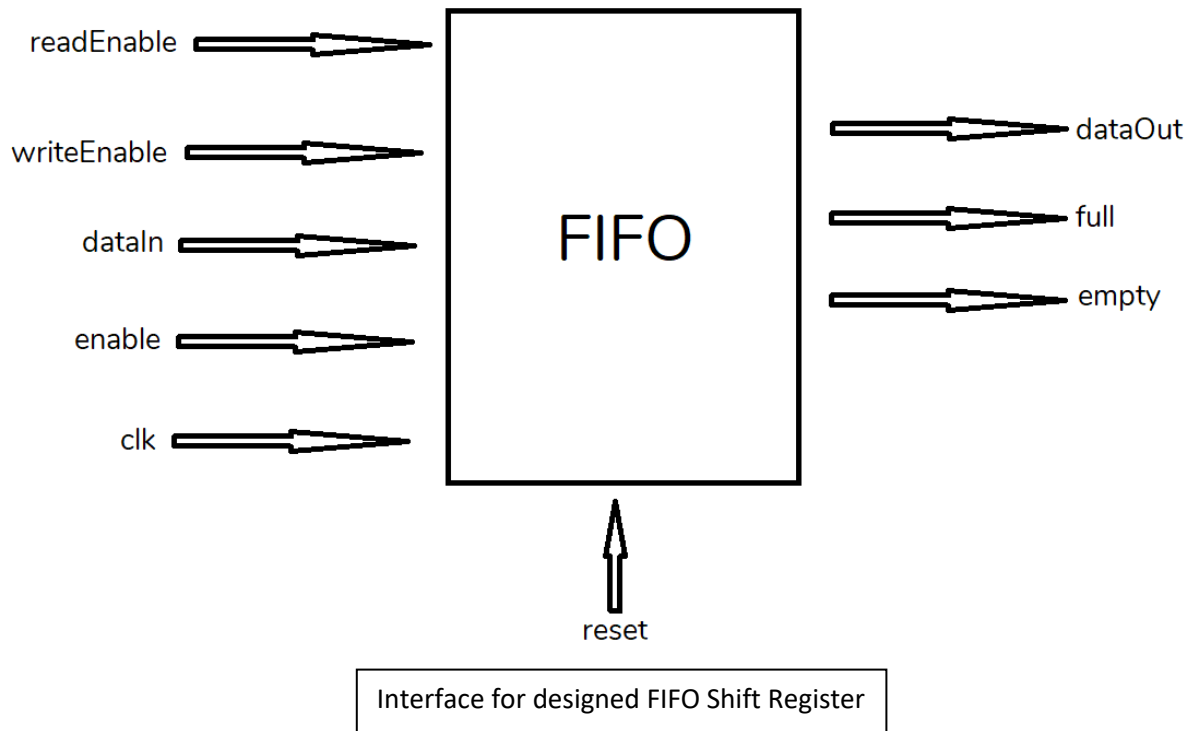 readEnable
writeEnable
dataIn
enable
clk
FIFO
dataOut
full
empty
reset
Interface for designed FIFO Shift Register